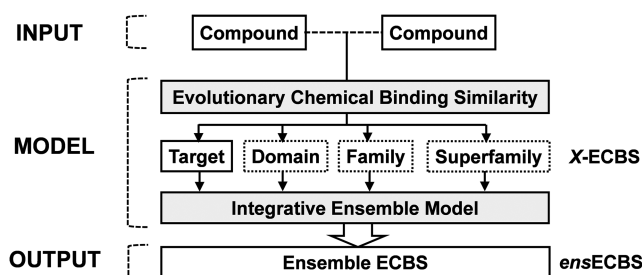 INPUT
Compound Compound
Evolutionary Chemical Binding Similarity
MODEL
Target Domain Family Superfamily X-ECBS
Integrative Ensemble Model
OUTPUT
Ensemble ECBS ensECBS